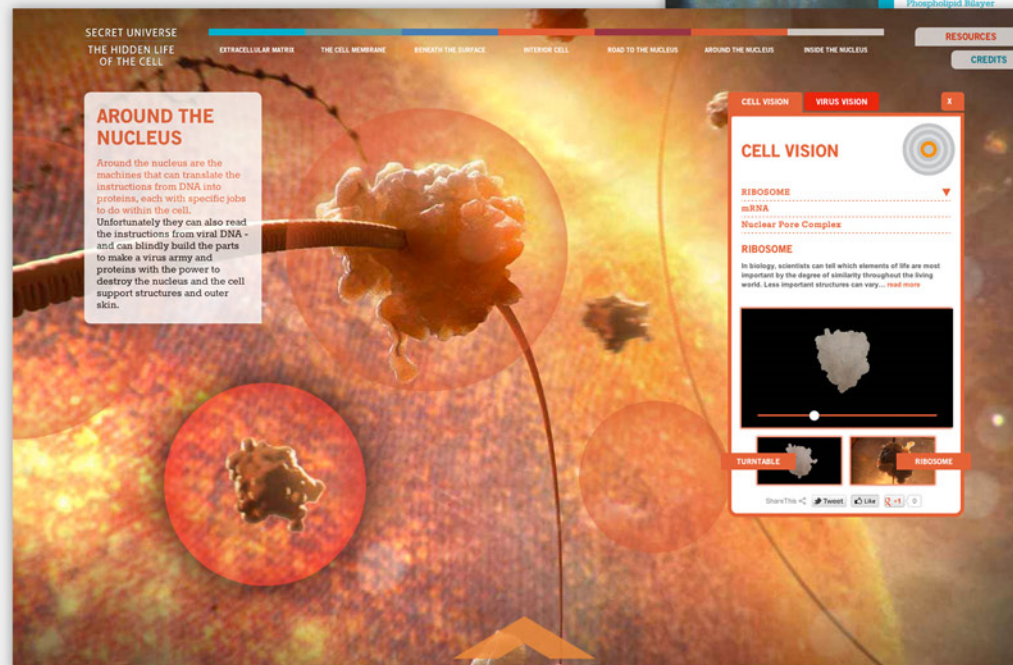 Phospholipid Bilayer
SECRET UNIVERSE
THE HIDDEN LIFE
OF THE CELL
EXTRACELLULAR MATRIX
THE CELL MEMBRANE
BENEATH THE SURFACE
INTERIOR CELL
ROAD TO THE NUCLEUS
AROUND THE NUCLEUS
INSIDE THE NUCLEUS
RESOURCES
CREDITS
AROUND THE
NUCLEUS
Around the nucleus are the
machines that can translate the
instructions from DNA into
proteins, each with specific jobs
to do within the cell.
Unfortunately they can also read
the instructions from viral DNA -
and can blindly build the parts
to make a virus army and
proteins with the power to
destroy the nucleus and the cell
support structures and outer
skin.
CELL VISION
VIRUS VISION
X
CELL VISION
RIBOSOME
mRNA
Nuclear Pore Complex
RIBOSOME
In biology, scientists can tell which elements of life are most
important by the degree of similarity throughout the living
world. Less important structures can vary... read more
TURNTABLE
RIBOSOME
ShareThis
Tweet
Like
+1
0